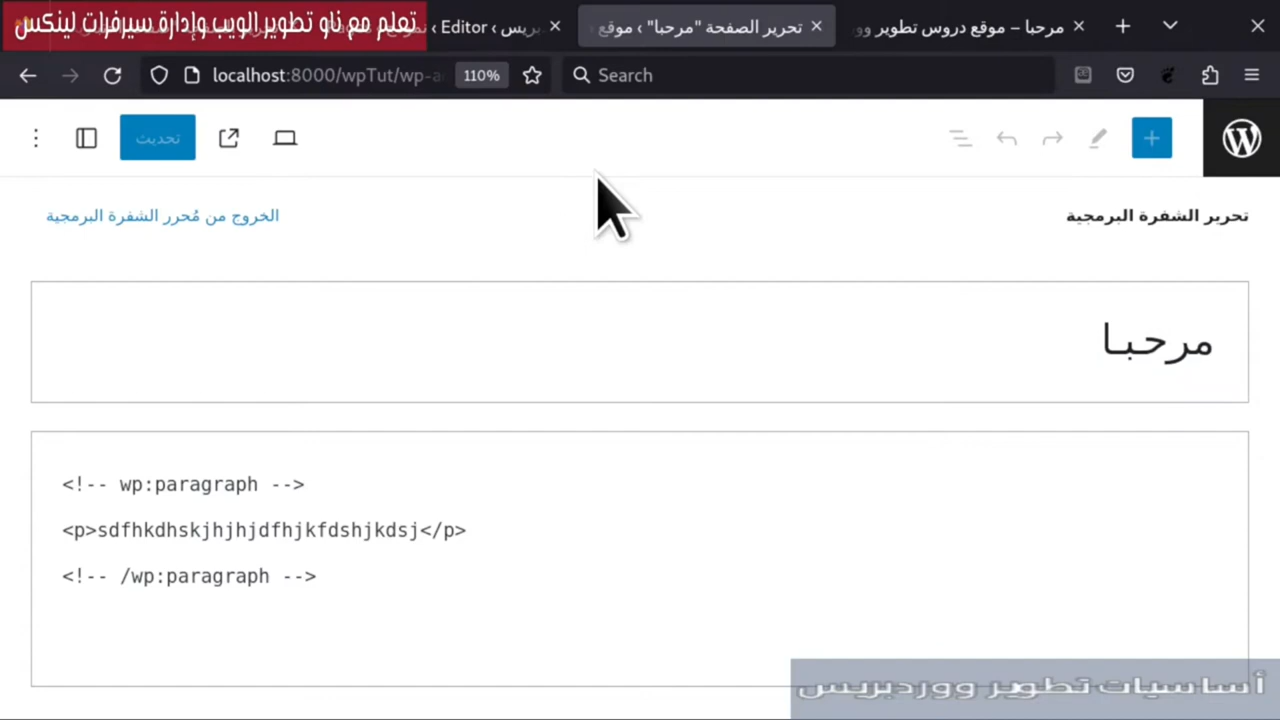 تعلم مع ناو تطوير الويب وإدارة سيرفرات لينكس
بريس › Editor ›
تحرير الصفحة "مرحبا" › موقع
مرحبا – موقع دروس تطوير وور
localhost:8000/wpTut/wp-a
110%
Search
تحديث
تحرير الشفرة البرمجية
الخروج من مُحرر الشفرة البرمجية
مرحبا
<!-- wp:paragraph -->
<p>sdfhkdhskjhjhjdfhjkfdshjkdsj</p>
<!-- /wp:paragraph -->
أساسيات تطوير ووردبريس